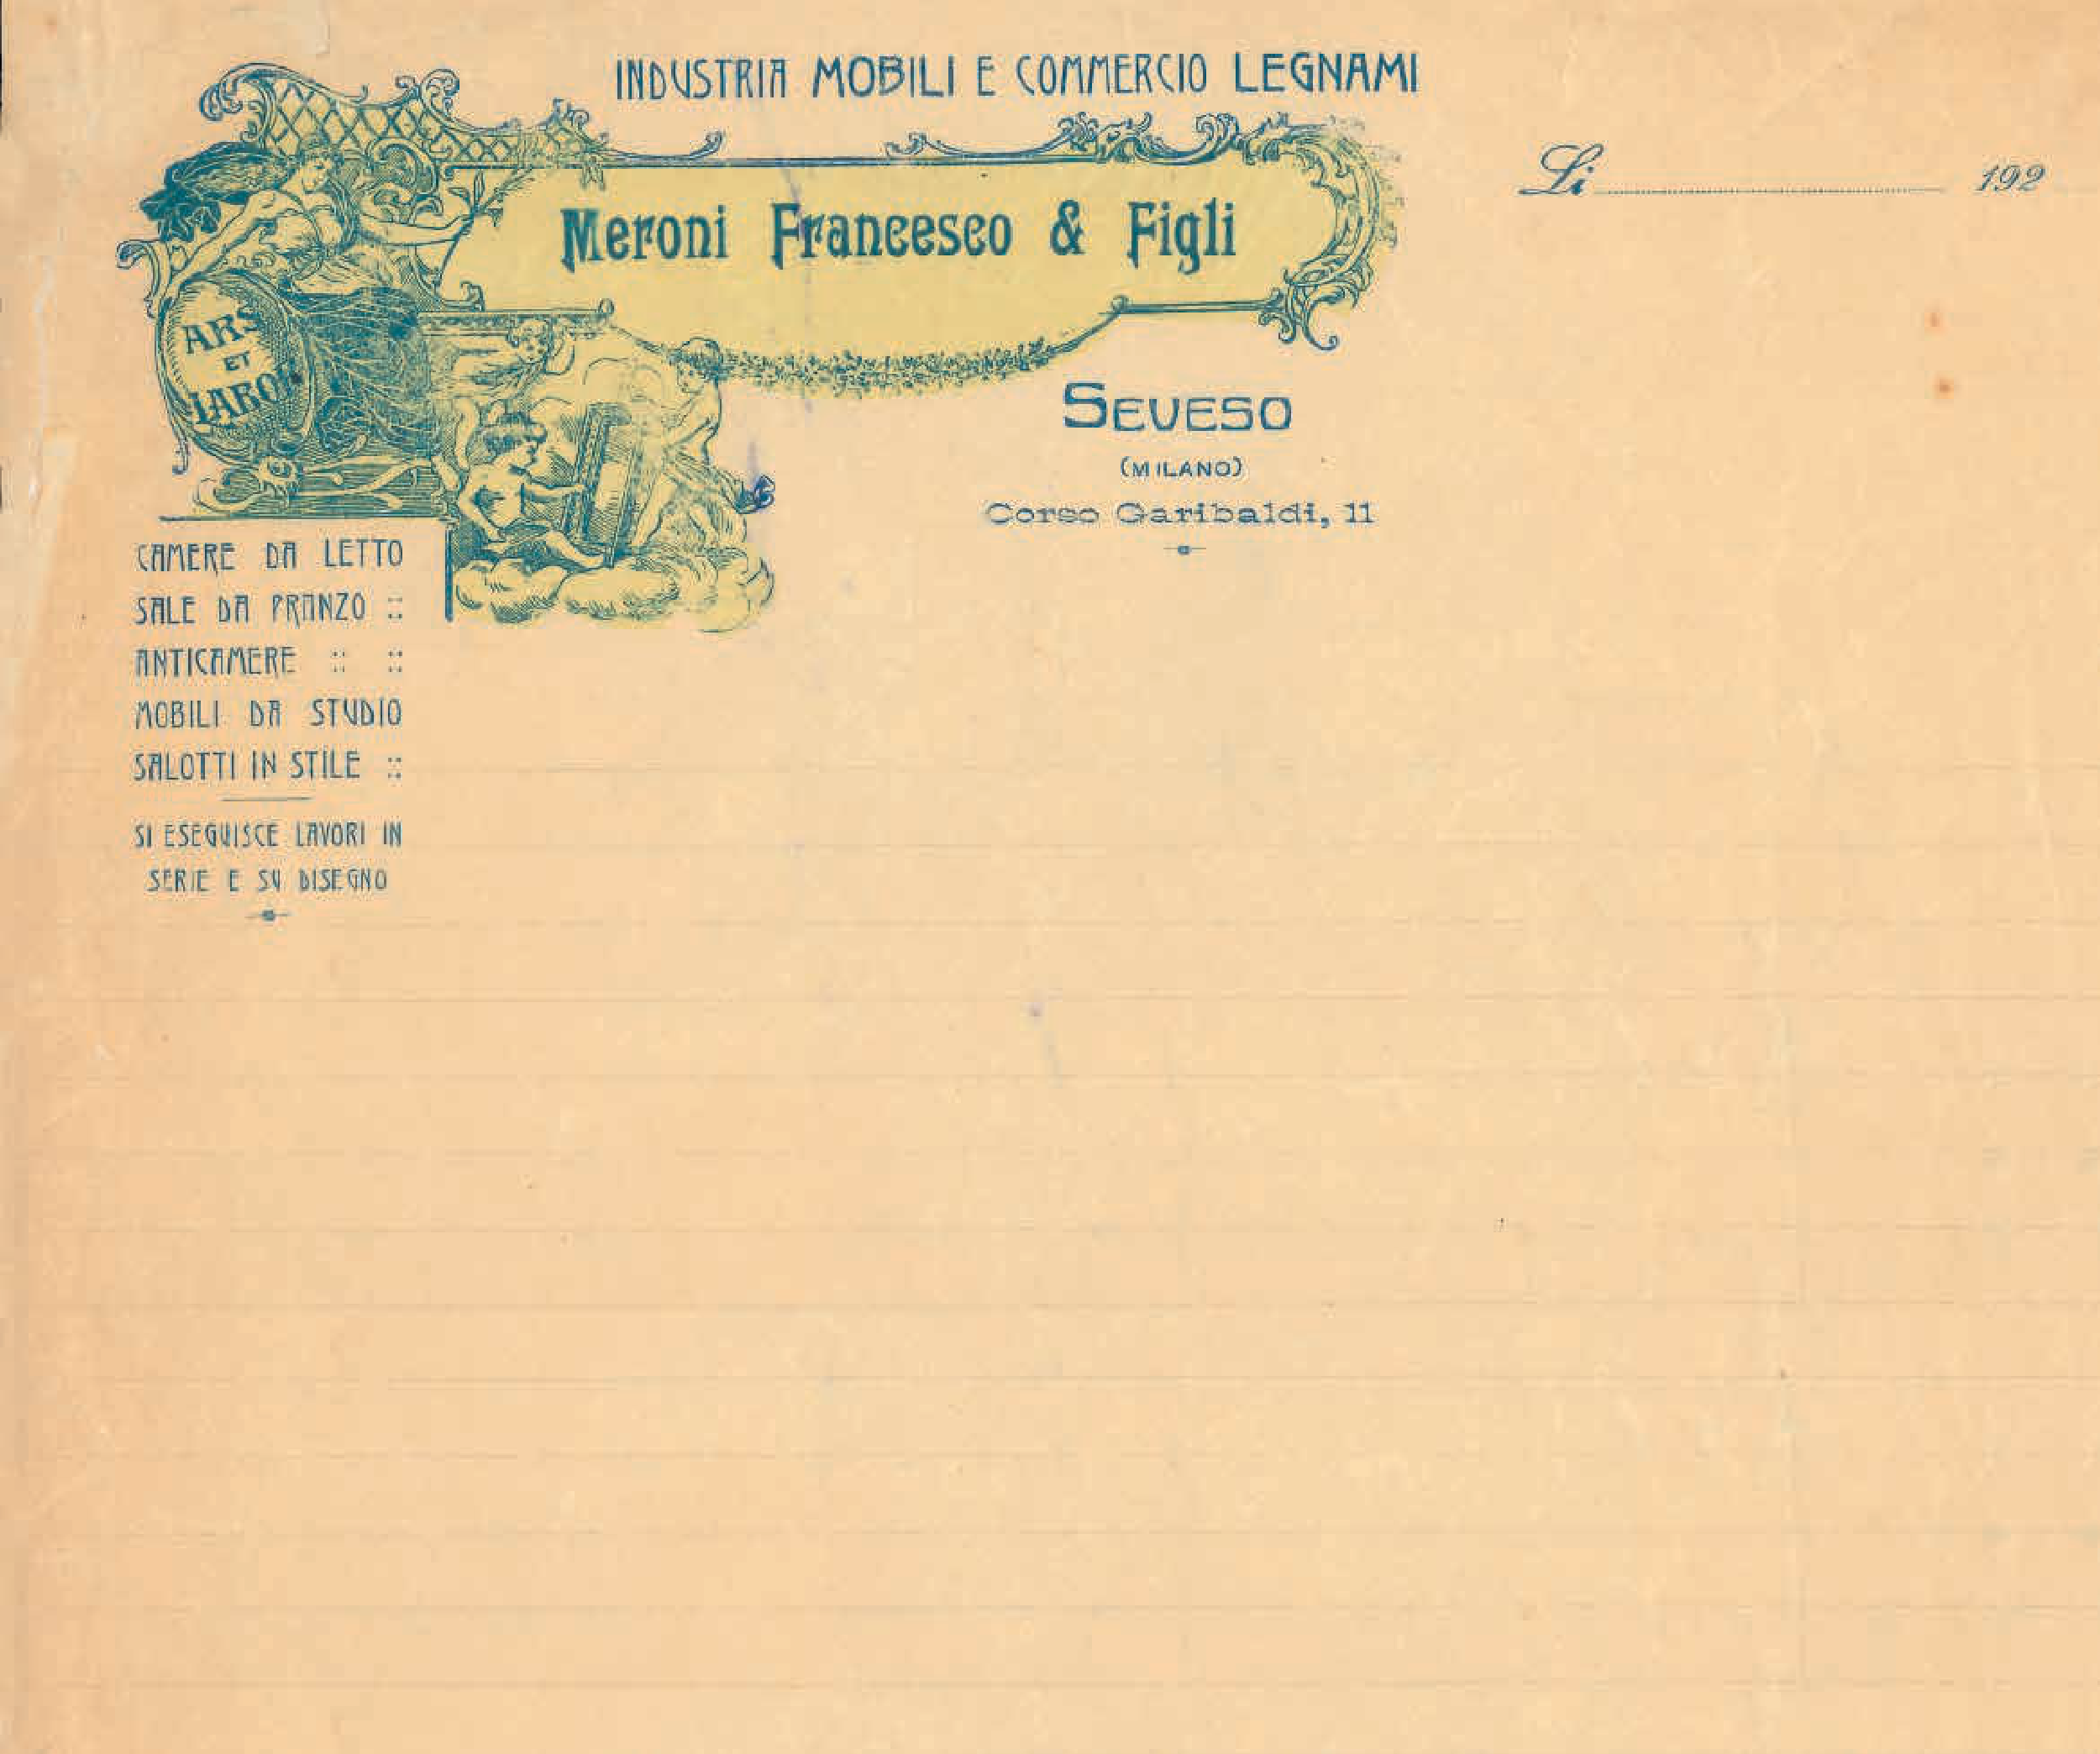 INDUSTRIA MOBILI E COMMERCIO LEGNAMI
Li 192
Meroni Francesco & Figli
ARS
ET
LABOR
SEVESO
(MILANO)
Corso Garibaldi, 11
CAMERE DA LETTO
SALE DA PRANZO ::
ANTICAMERE :: ::
MOBILI DA STUDIO
SALOTTI IN STILE ::
SI ESEGUISCE LAVORI IN
SERIE E SU DISEGNO